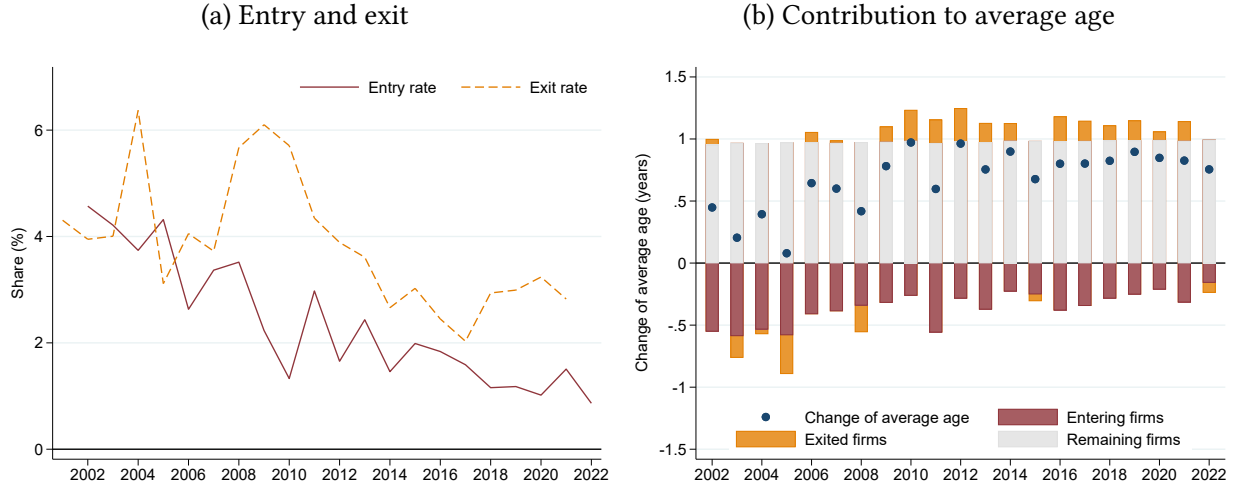 (a) Entry and exit
Entry rate
Exit rate
Share (%)
6
4
2
0
2002 2004 2006 2008 2010 2012 2014 2016 2018 2020 2022
(b) Contribution to average age
Change of average age (years)
1.5
1
.5
0
-.5
-1
-1.5
Change of average age
Entering firms
Exited firms
Remaining firms
2002 2004 2006 2008 2010 2012 2014 2016 2018 2020 2022